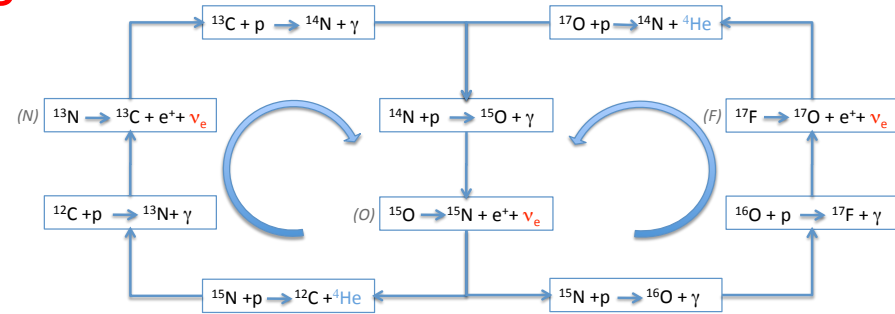 ¹³C + p → ¹⁴N + γ
¹⁷O +p → ¹⁴N + ⁴He
(N) ¹³N → ¹³C + e⁺+ νₑ
¹⁴N +p → ¹⁵O + γ
(F) ¹⁷F → ¹⁷O + e⁺+ νₑ
¹²C +p → ¹³N+ γ
(O) ¹⁵O → ¹⁵N + e⁺+ νₑ
¹⁶O + p → ¹⁷F + γ
¹⁵N +p → ¹²C +⁴He
¹⁵N +p → ¹⁶O + γ